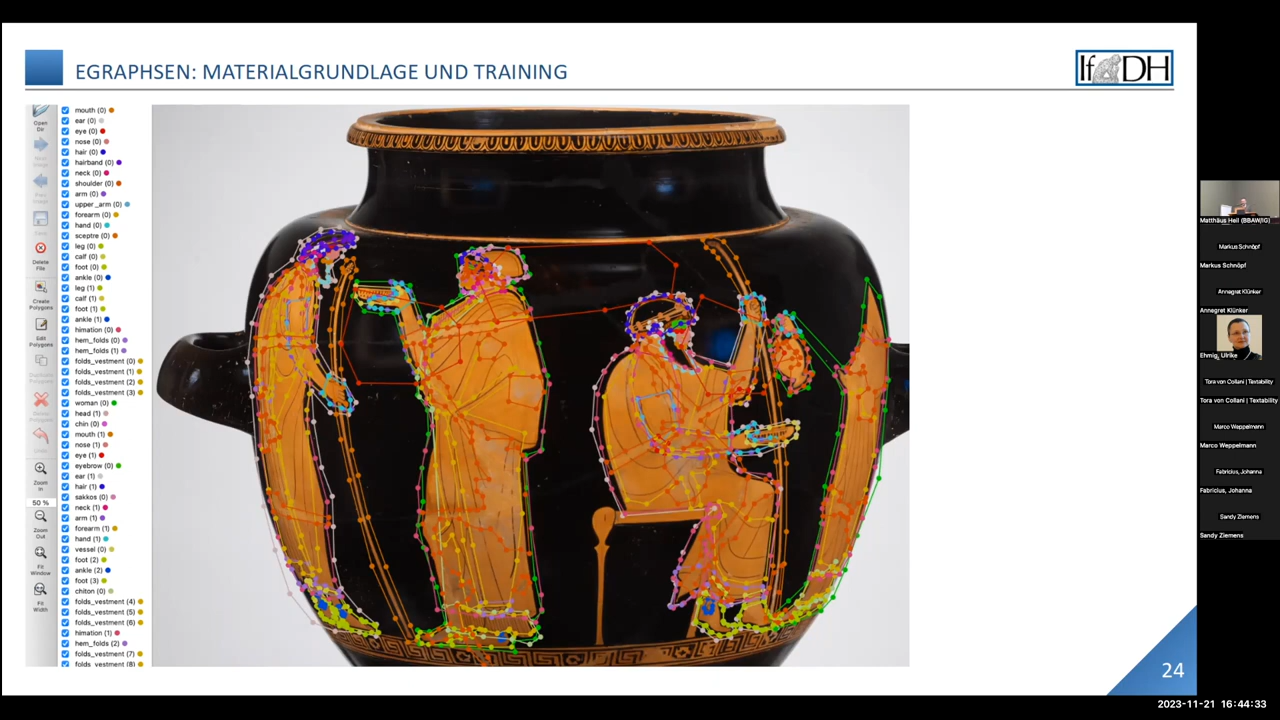 EGRAPHSEN: MATERIALGRUNDLAGE UND TRAINING
IfDH
Open
Dir
Delete
File
Create
Polygons
Edit
Polygons
Zoom
In
50 %
Zoom
Out
Fit
Window
Fit
Width
mouth (0)
ear (0)
eye (0)
nose (0)
hair (0)
hairband (0)
neck (0)
shoulder (0)
arm (0)
upper_arm (0)
forearm (0)
hand (0)
sceptre (0)
leg (0)
calf (0)
foot (0)
ankle (0)
leg (1)
calf (1)
foot (1)
ankle (1)
himation (0)
hem_folds (0)
hem_folds (1)
folds_vestment (0)
folds_vestment (1)
folds_vestment (2)
folds_vestment (3)
woman (0)
head (1)
chin (0)
mouth (1)
nose (1)
eye (1)
eyebrow (0)
ear (1)
hair (1)
sakkos (0)
neck (1)
arm (1)
forearm (1)
hand (1)
vessel (0)
foot (2)
ankle (2)
foot (3)
chiton (0)
folds_vestment (4)
folds_vestment (5)
folds_vestment (6)
himation (1)
hem_folds (2)
folds_vestment (7)
folds_vestment (8)
24
Matthäus Heil (BBAW/IG)
Markus Schnöpf
Markus Schnöpf
Annegret Klünker
Annegret Klünker
Ehmig, Ulrike
Tora von Collani | Textability
Tora von Collani | Textability
Marco Weppelmann
Marco Weppelmann
Fabricius, Johanna
Fabricius, Johanna
Sandy Ziemens
Sandy Ziemens
2023-11-21 16:44:33